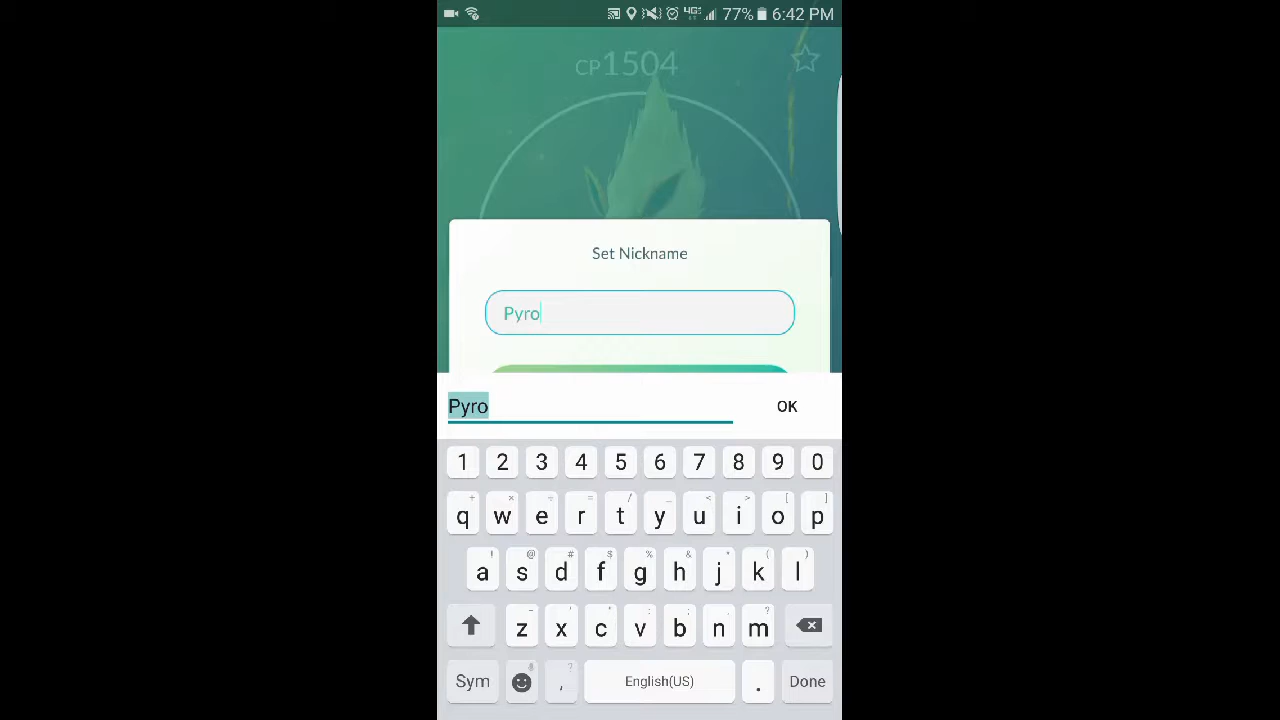 4G 77% 6:42 PM
CP1504
Set Nickname
Pyro
Pyro OK
1 2 3 4 5 6 7 8 9 0
+ × ÷ = / _ < > [ ]
q w e r t y u i o p
! @ # $ % & * ( )
a s d f g h j k l
- ' " : ; , ?
z x c v b n m
?
Sym , English(US) . Done